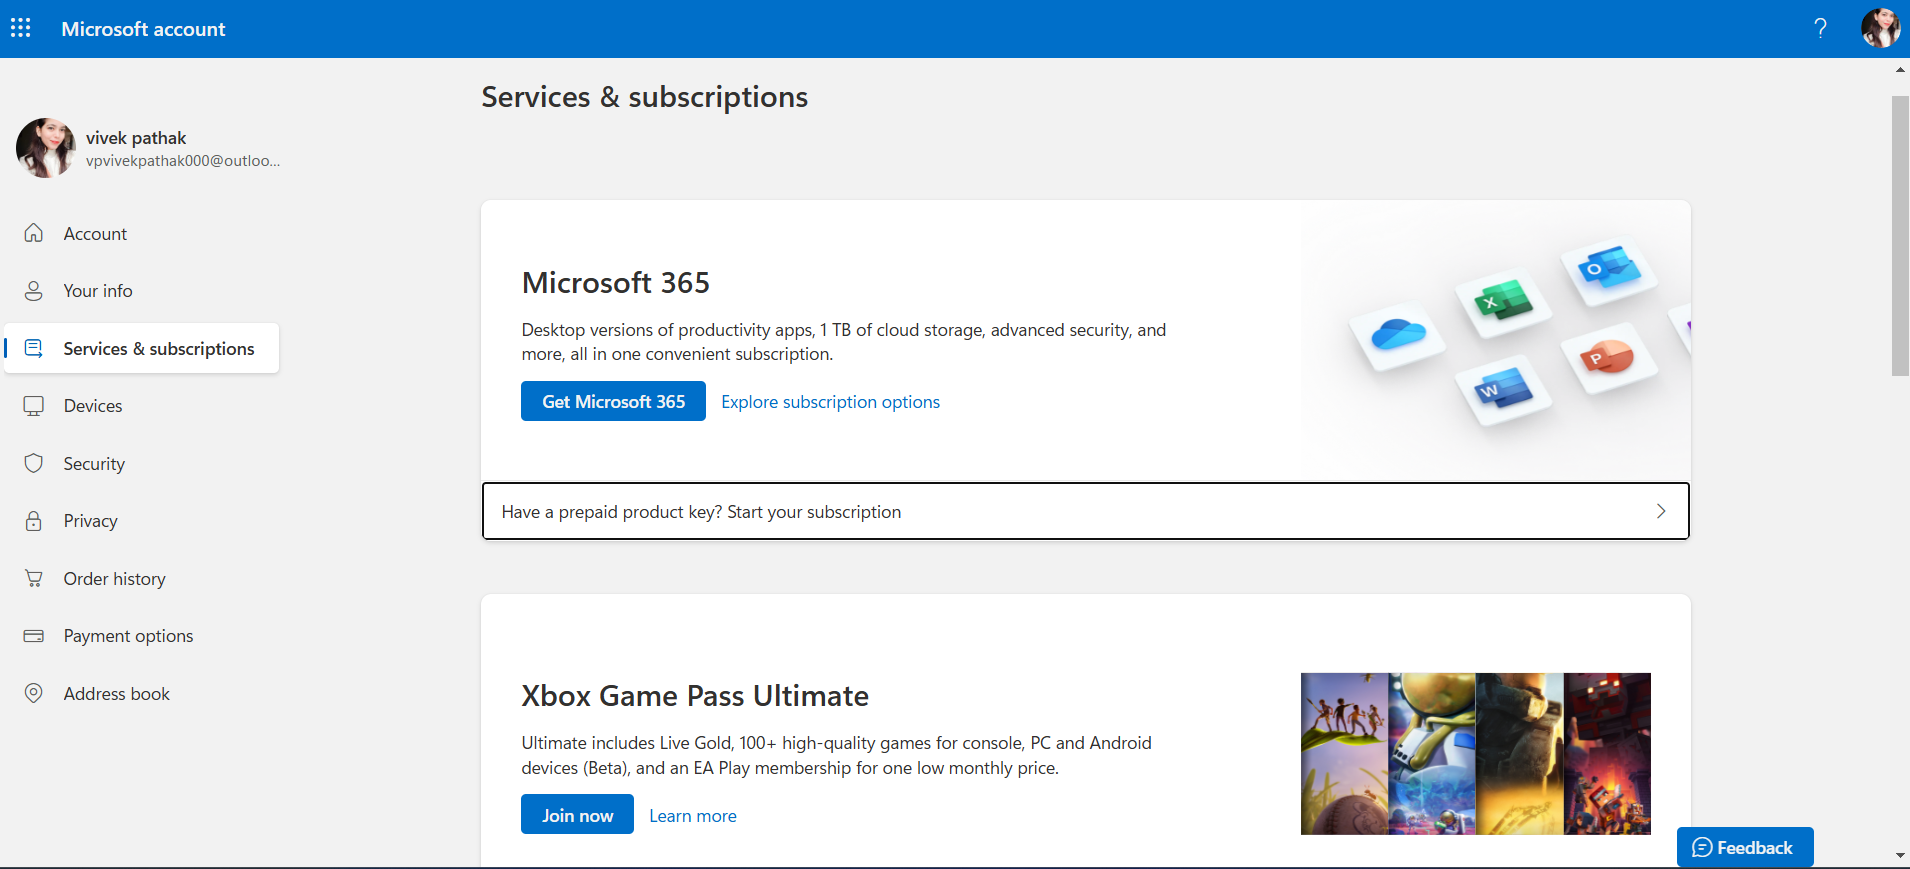 Microsoft account
?
vivek pathak
vpvivekpathak000@outloo...
Account
Your info
Services & subscriptions
Devices
Security
Privacy
Order history
Payment options
Address book
Services & subscriptions
Microsoft 365
Desktop versions of productivity apps, 1 TB of cloud storage, advanced security, and
more, all in one convenient subscription.
Get Microsoft 365
Explore subscription options
X
O
W
P
Have a prepaid product key? Start your subscription
Xbox Game Pass Ultimate
Ultimate includes Live Gold, 100+ high-quality games for console, PC and Android
devices (Beta), and an EA Play membership for one low monthly price.
Join now
Learn more
Feedback